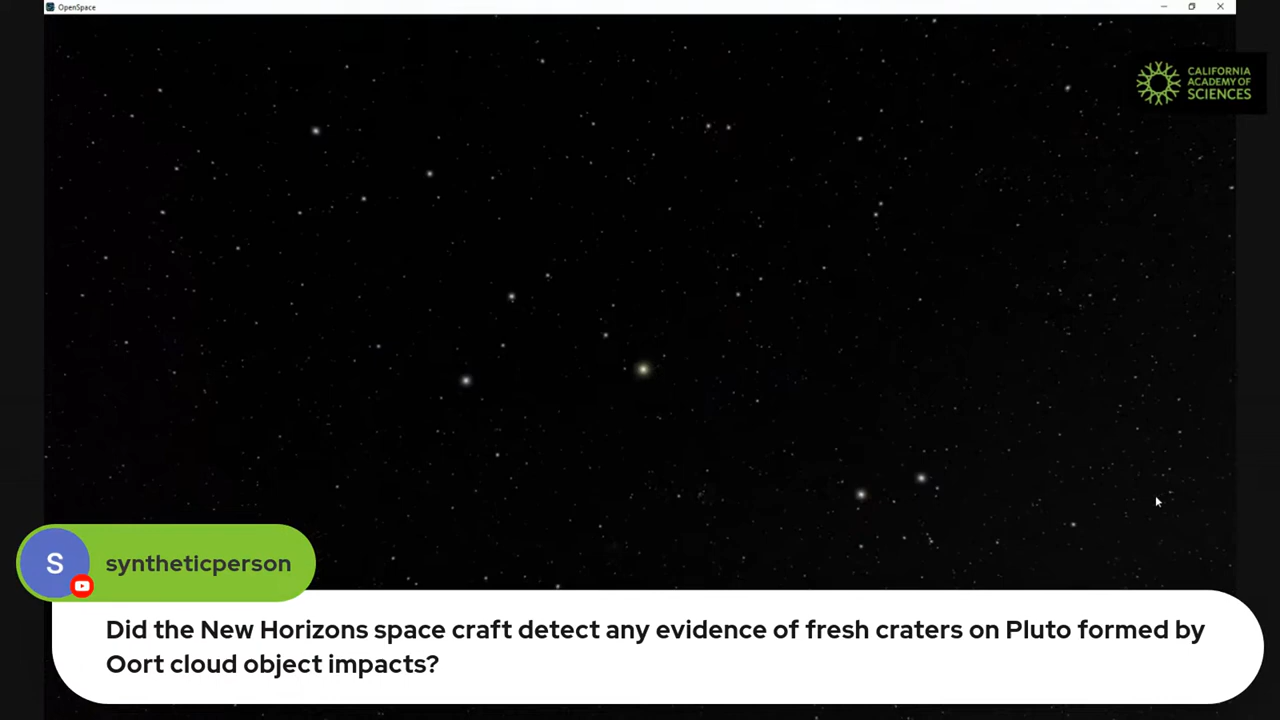 OpenSpace
CALIFORNIA
ACADEMY OF
SCIENCES
S
syntheticperson
Did the New Horizons space craft detect any evidence of fresh craters on Pluto formed by
Oort cloud object impacts?